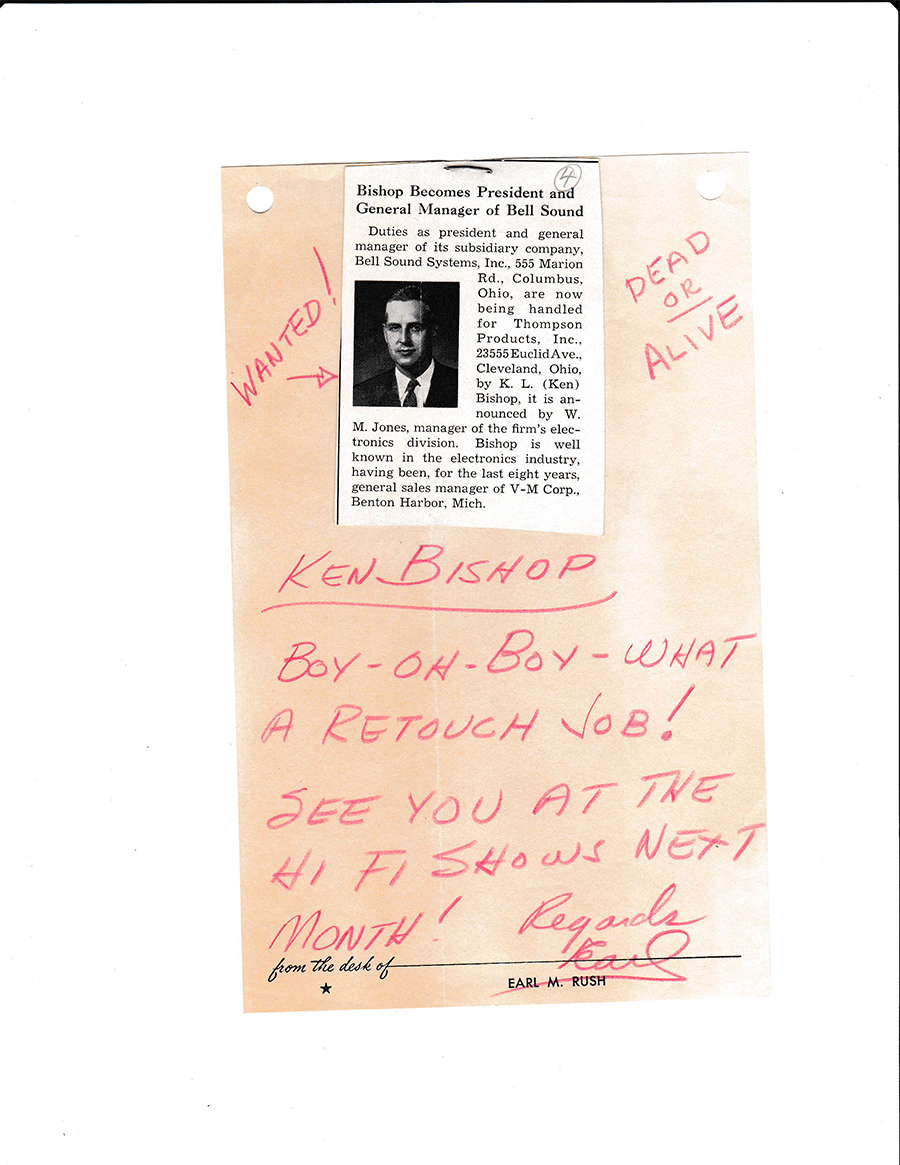 4
Bishop Becomes President and
General Manager of Bell Sound
Duties as president and general
manager of its subsidiary company,
Bell Sound Systems, Inc., 555 Marion
Rd., Columbus,
Ohio, are now
being handled
for Thompson
Products, Inc.,
23555 Euclid Ave.,
Cleveland, Ohio,
by K. L. (Ken)
Bishop, it is an-
nounced by W.
M. Jones, manager of the firm's elec-
tronics division. Bishop is well
known in the electronics industry,
having been, for the last eight years,
general sales manager of V-M Corp.,
Benton Harbor, Mich.
WANTED!
DEAD
OR
ALIVE
KEN BISHOP
BOY-OH-BOY-WHAT
A RETOUCH JOB!
SEE YOU AT THE
HI FI SHOWS NEXT
MONTH!
Regards
Earl
from the desk of
EARL M. RUSH